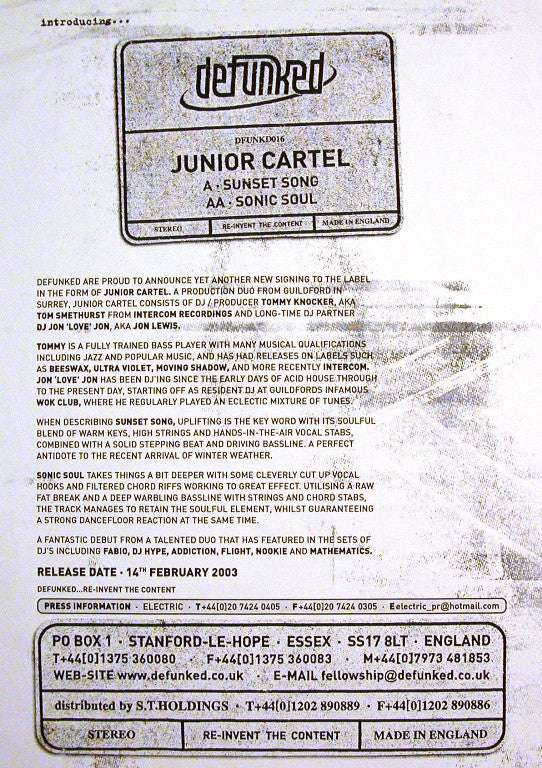 introducing...
defunked
DFUNKD016
JUNIOR CARTEL
A · SUNSET SONG
AA · SONIC SOUL
STEREO RE-INVENT THE CONTENT MADE IN ENGLAND
DEFUNKED ARE PROUD TO ANNOUNCE YET ANOTHER NEW SIGNING TO THE LABEL
IN THE FORM OF JUNIOR CARTEL. A PRODUCTION DUO FROM GUILDFORD IN
SURREY, JUNIOR CARTEL CONSISTS OF DJ / PRODUCER TOMMY KNOCKER, AKA
TOM SMETHURST FROM INTERCOM RECORDINGS AND LONG-TIME DJ PARTNER
DJ JON 'LOVE' JON, AKA JON LEWIS.
TOMMY IS A FULLY TRAINED BASS PLAYER WITH MANY MUSICAL QUALIFICATIONS
INCLUDING JAZZ AND POPULAR MUSIC, AND HAS HAD RELEASES ON LABELS SUCH
AS BEESWAX, ULTRA VIOLET, MOVING SHADOW, AND MORE RECENTLY INTERCOM.
JON 'LOVE' JON HAS BEEN DJ'ING SINCE THE EARLY DAYS OF ACID HOUSE THROUGH
TO THE PRESENT DAY, STARTING OFF AS RESIDENT DJ AT GUILDFORDS INFAMOUS
WOK CLUB, WHERE HE REGULARLY PLAYED AN ECLECTIC MIXTURE OF TUNES.
WHEN DESCRIBING SUNSET SONG, UPLIFTING IS THE KEY WORD WITH ITS SOULFUL
BLEND OF WARM KEYS, HIGH STRINGS AND HANDS-IN-THE-AIR VOCAL STABS,
COMBINED WITH A SOLID STEPPING BEAT AND DRIVING BASSLINE. A PERFECT
ANTIDOTE TO THE RECENT ARRIVAL OF WINTER WEATHER.
SONIC SOUL TAKES THINGS A BIT DEEPER WITH SOME CLEVERLY CUT UP VOCAL
HOOKS AND FILTERED CHORD RIFFS WORKING TO GREAT EFFECT. UTILISING A RAW
FAT BREAK AND A DEEP WARBLING BASSLINE WITH STRINGS AND CHORD STABS,
THE TRACK MANAGES TO RETAIN THE SOULFUL ELEMENT, WHILST GUARANTEEING
A STRONG DANCEFLOOR REACTION AT THE SAME TIME.
A FANTASTIC DEBUT FROM A TALENTED DUO THAT HAS FEATURED IN THE SETS OF
DJ'S INCLUDING FABIO, DJ HYPE, ADDICTION, FLIGHT, NOOKIE AND MATHEMATICS.
RELEASE DATE · 14TH FEBRUARY 2003
DEFUNKED...RE-INVENT THE CONTENT
PRESS INFORMATION · ELECTRIC · T+44[0]20 7424 0405 · F+44[0]20 7424 0305 · Eelectric_pr@hotmail.com
PO BOX 1 · STANFORD-LE-HOPE · ESSEX · SS17 8LT · ENGLAND
T+44[0]1375 360080 · F+44[0]1375 360083 · M+44[0]7973 481853
WEB-SITE www.defunked.co.uk · E-MAIL fellowship@defunked.co.uk
distributed by S.T.HOLDINGS · T+44[0]1202 890889 · F+44[0]1202 890886
STEREO RE-INVENT THE CONTENT MADE IN ENGLAND